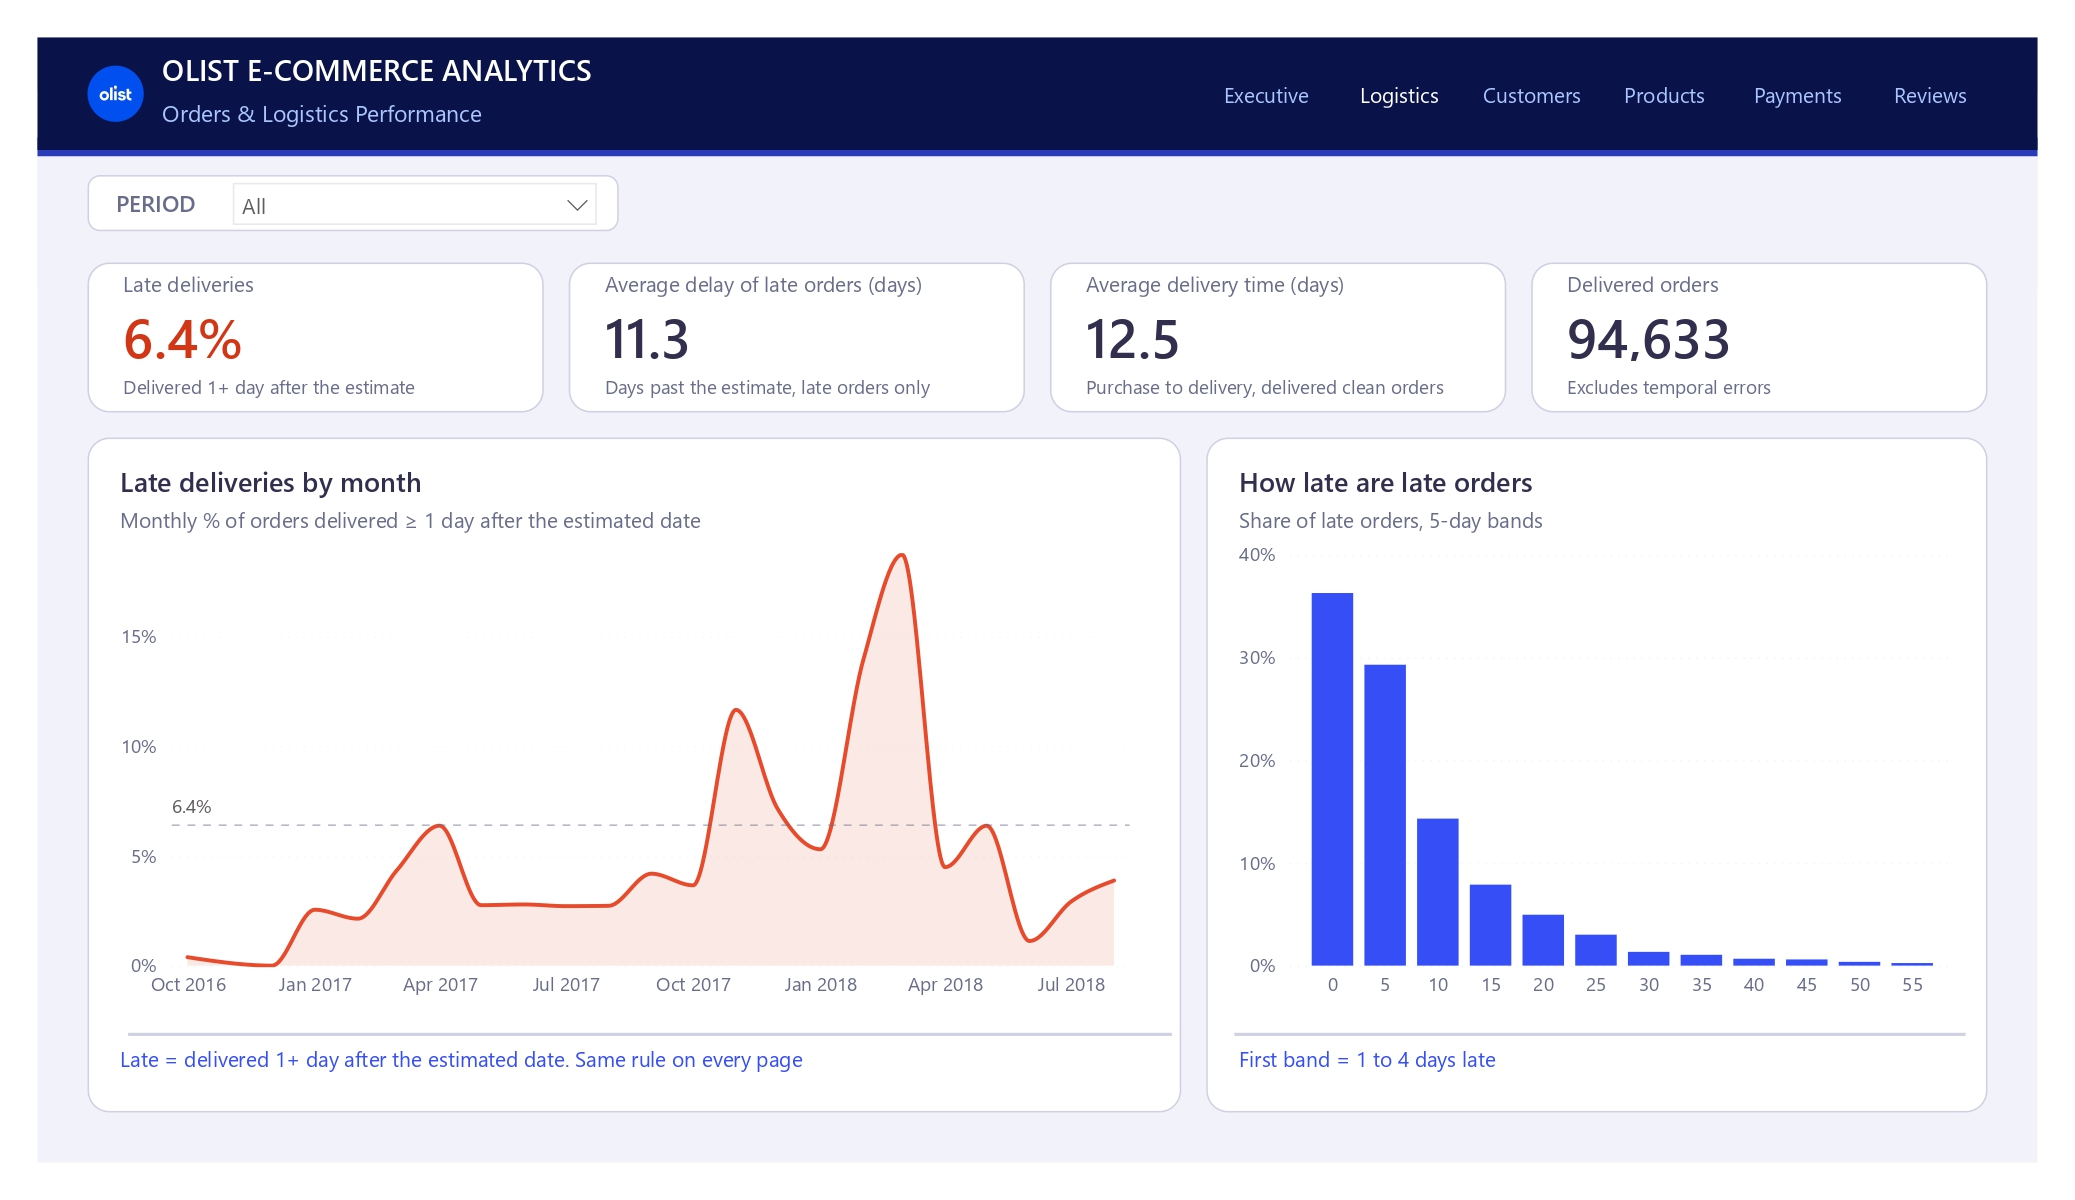 olist
OLIST E-COMMERCE ANALYTICS
Orders & Logistics Performance
Executive Logistics Customers Products Payments Reviews
PERIOD All
Late deliveries
6.4%
Delivered 1+ day after the estimate
Average delay of late orders (days)
11.3
Days past the estimate, late orders only
Average delivery time (days)
12.5
Purchase to delivery, delivered clean orders
Delivered orders
94,633
Excludes temporal errors
Late deliveries by month
Monthly % of orders delivered ≥ 1 day after the estimated date
15%
10%
6.4%
5%
0%
Oct 2016 Jan 2017 Apr 2017 Jul 2017 Oct 2017 Jan 2018 Apr 2018 Jul 2018
Late = delivered 1+ day after the estimated date. Same rule on every page
How late are late orders
Share of late orders, 5-day bands
40%
30%
20%
10%
0%
0 5 10 15 20 25 30 35 40 45 50 55
First band = 1 to 4 days late